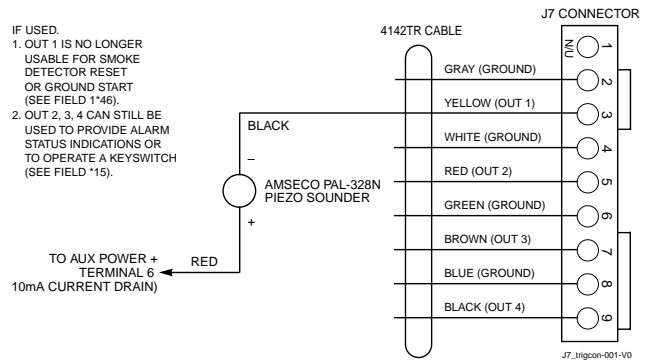 J7 CONNECTOR
4142TR CABLE
IF USED.
1. OUT 1 IS NO LONGER
USABLE FOR SMOKE
DETECTOR RESET
OR GROUND START
(SEE FIELD 1*46).
2. OUT 2, 3, 4 CAN STILL BE
USED TO PROVIDE ALARM
STATUS INDICATIONS OR
TO OPERATE A KEYSWITCH
(SEE FIELD *15).
N/U
1
GRAY (GROUND)
2
YELLOW (OUT 1)
3
WHITE (GROUND)
4
RED (OUT 2)
5
GREEN (GROUND)
6
BROWN (OUT 3)
7
BLUE (GROUND)
8
BLACK (OUT 4)
9
BLACK
–
AMSECO PAL-328N
PIEZO SOUNDER
+
RED
TO AUX POWER +
TERMINAL 6
10mA CURRENT DRAIN)
J7_trigcon-001-V0